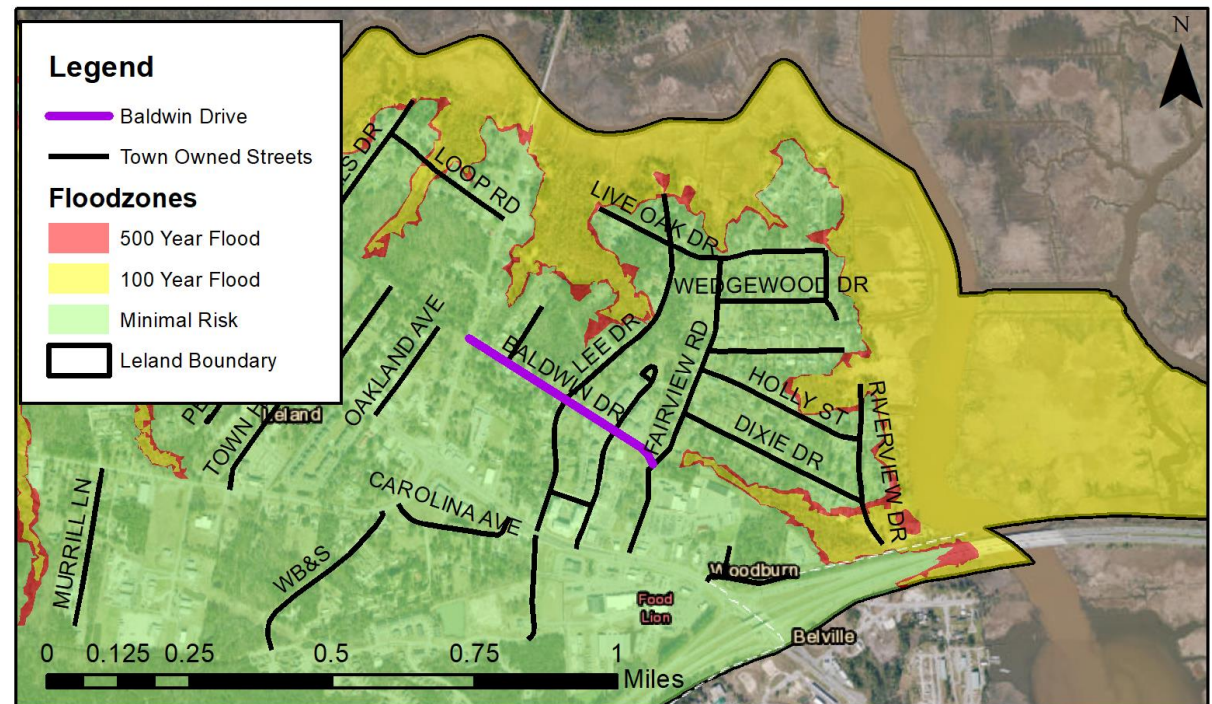 Legend
Baldwin Drive
Town Owned Streets
Floodzones
500 Year Flood
100 Year Flood
Minimal Risk
Leland Boundary
N
LOOP RD
LIVE OAK DR
WEDGEWOOD DR
LEE DR
BALDWIN DR
FAIRVIEW RD
HOLLY ST
DIXIE DR
RIVERVIEW DR
OAKLAND AVE
Leland
CAROLINA AVE
MURRILL LN
WB&S
Woodburn
Food
Lion
Belville
0 0.125 0.25 0.5 0.75 1
Miles